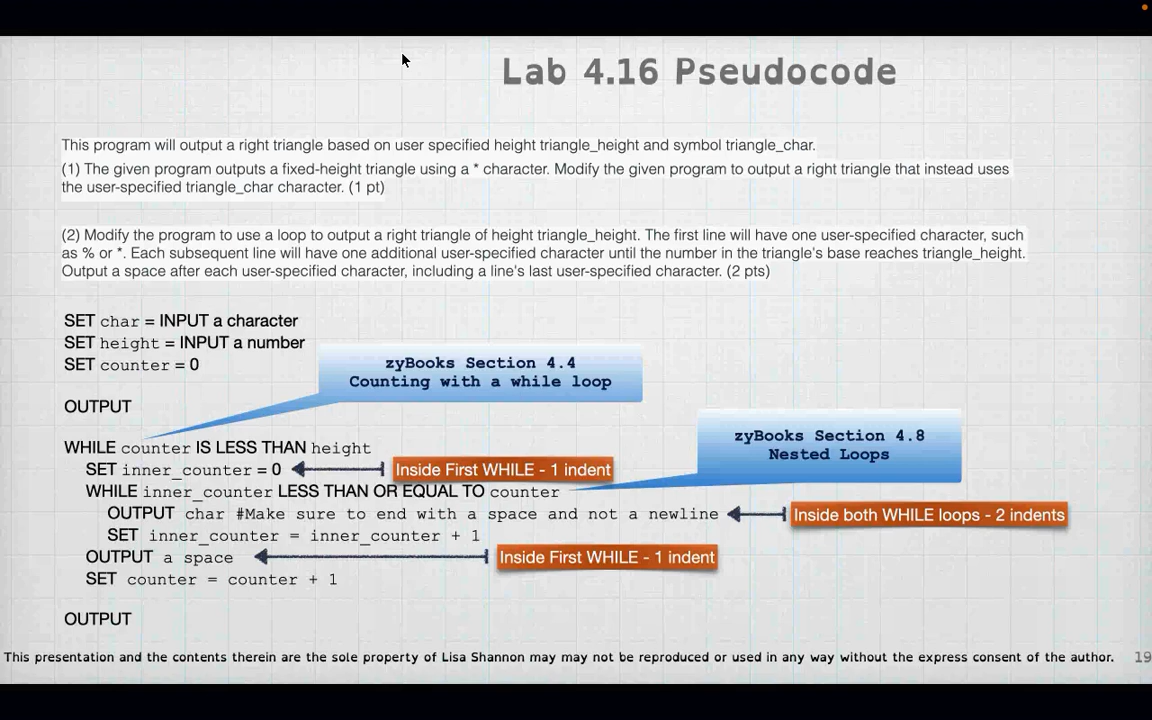 Lab 4.16 Pseudocode
This program will output a right triangle based on user specified height triangle_height and symbol triangle_char.
(1) The given program outputs a fixed-height triangle using a * character. Modify the given program to output a right triangle that instead uses
the user-specified triangle_char character. (1 pt)
(2) Modify the program to use a loop to output a right triangle of height triangle_height. The first line will have one user-specified character, such
as % or *. Each subsequent line will have one additional user-specified character until the number in the triangle's base reaches triangle_height.
Output a space after each user-specified character, including a line's last user-specified character. (2 pts)
SET char = INPUT a character
SET height = INPUT a number
SET counter = 0
zyBooks Section 4.4
Counting with a while loop
OUTPUT
zyBooks Section 4.8
Nested Loops
WHILE counter IS LESS THAN height
SET inner_counter = 0
Inside First WHILE - 1 indent
WHILE inner_counter LESS THAN OR EQUAL TO counter
OUTPUT char #Make sure to end with a space and not a newline
Inside both WHILE loops - 2 indents
SET inner_counter = inner_counter + 1
OUTPUT a space
Inside First WHILE - 1 indent
SET counter = counter + 1
OUTPUT
This presentation and the contents therein are the sole property of Lisa Shannon may may not be reproduced or used in any way without the express consent of the author.
19